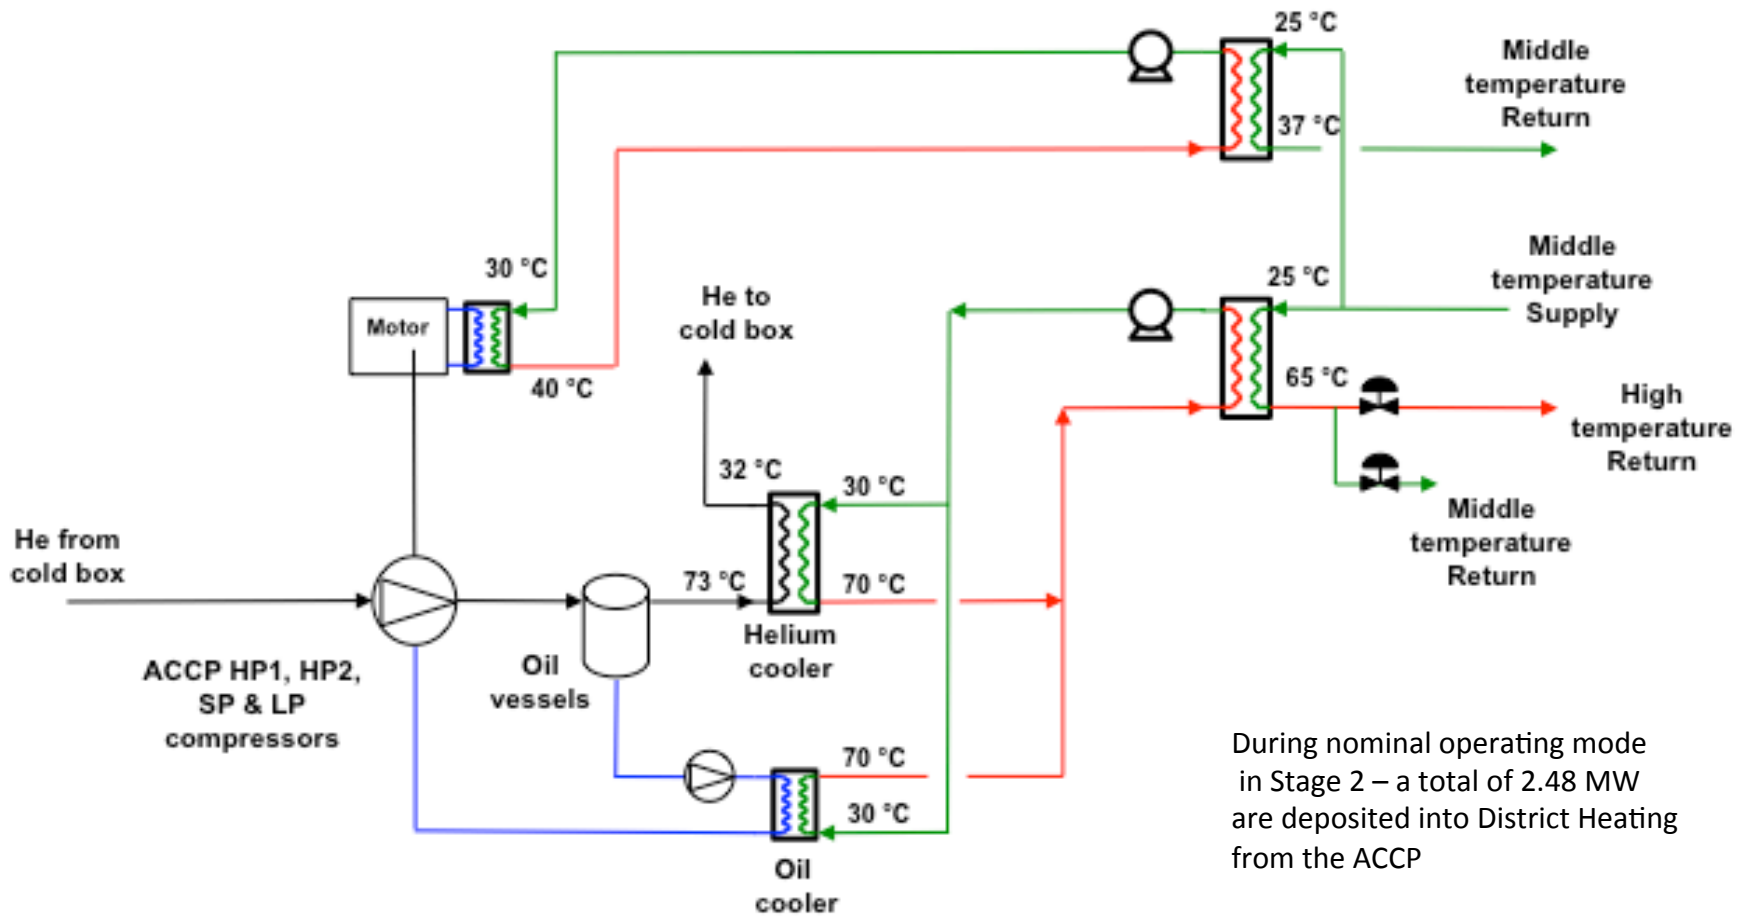 25 °C
Middle
temperature
Return
37 °C
30 °C
Motor
40 °C
He to
cold box
25 °C
Middle
temperature
Supply
65 °C
High
temperature
Return
32 °C
30 °C
Middle
temperature
Return
He from
cold box
73 °C
70 °C
Helium
cooler
ACCP HP1, HP2,
SP & LP
compressors
Oil
vessels
70 °C
30 °C
Oil
cooler
During nominal operating mode
in Stage 2 – a total of 2.48 MW
are deposited into District Heating
from the ACCP